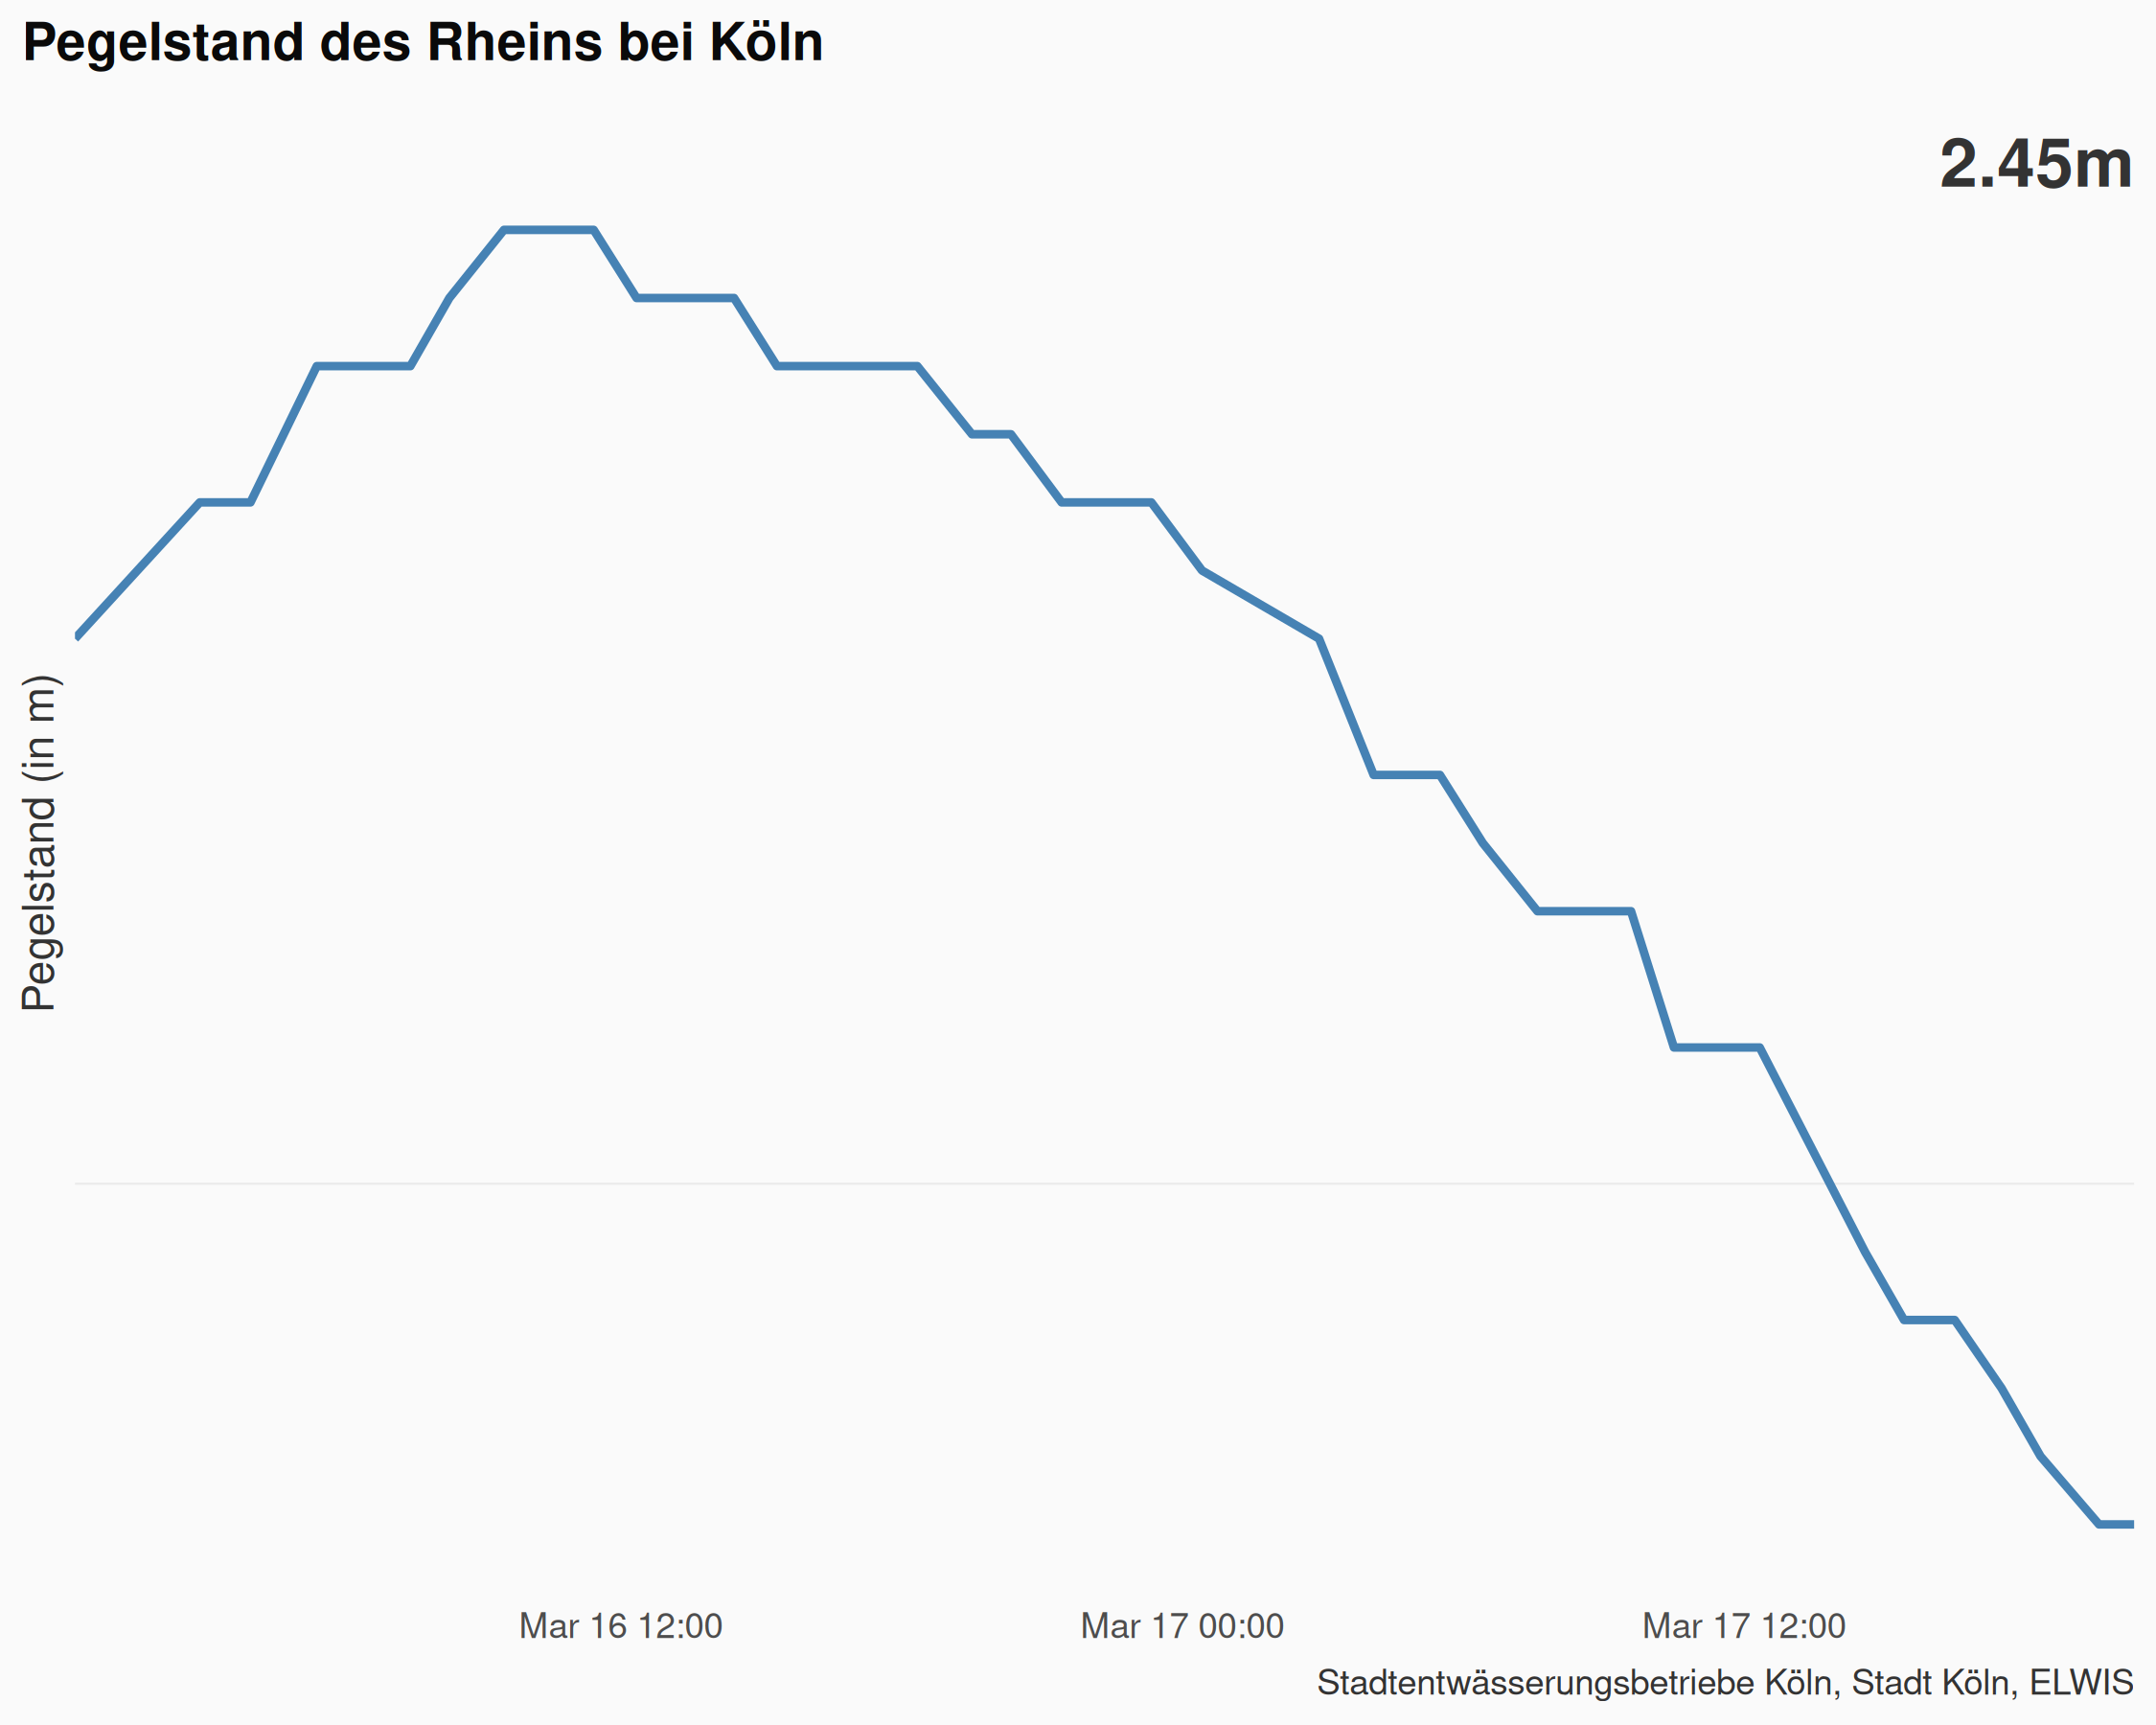 Pegelstand des Rheins bei Köln
2.45m
Pegelstand (in m)
Mar 16 12:00
Mar 17 00:00
Mar 17 12:00
Stadtentwässerungsbetriebe Köln, Stadt Köln, ELWIS